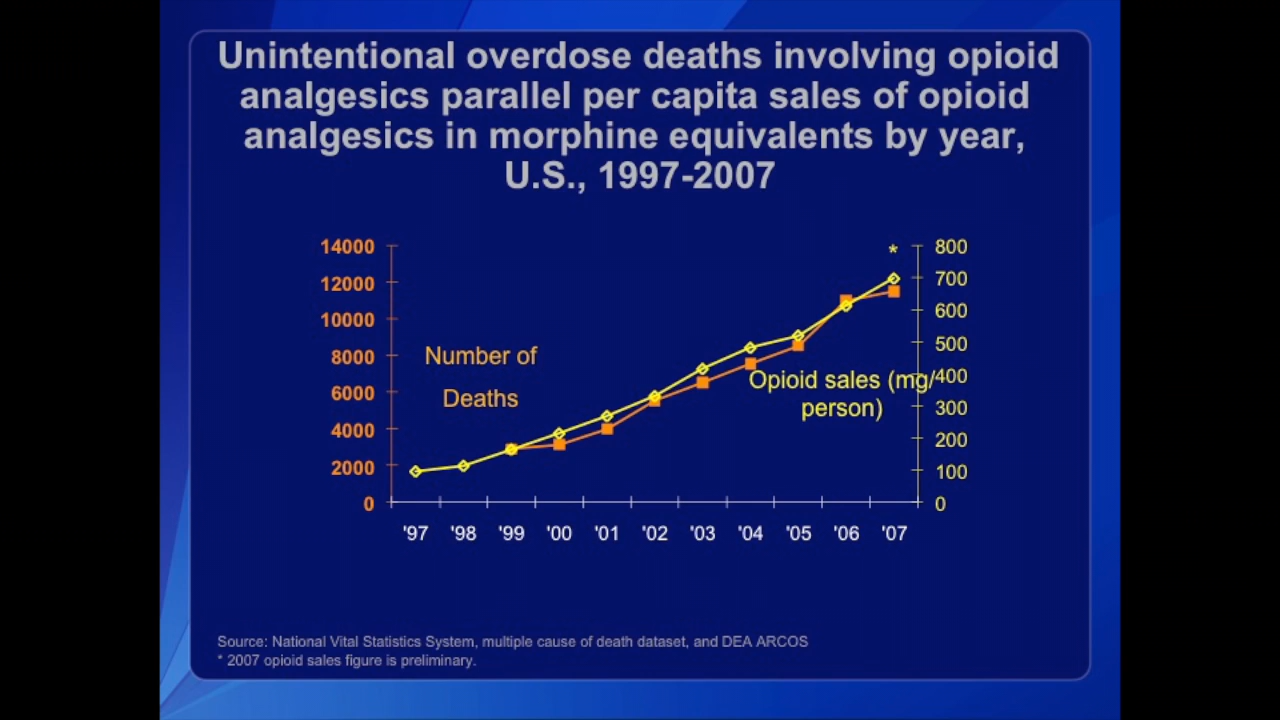 Unintentional overdose deaths involving opioid
analgesics parallel per capita sales of opioid
analgesics in morphine equivalents by year,
U.S., 1997-2007
14000
12000
10000
8000
6000
4000
2000
0
Number of
Deaths
*
Opioid sales (mg/
person)
800
700
600
500
400
300
200
100
0
'97 '98 '99 '00 '01 '02 '03 '04 '05 '06 '07
Source: National Vital Statistics System, multiple cause of death dataset, and DEA ARCOS
* 2007 opioid sales figure is preliminary.